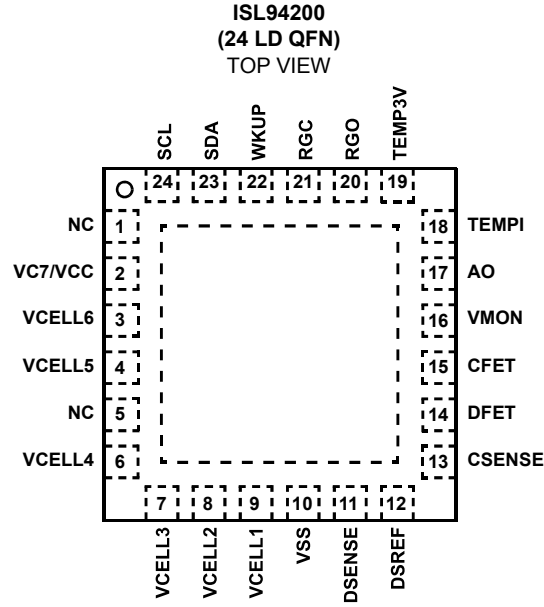 ISL94200
(24 LD QFN)
TOP VIEW
SCL
SDA
WKUP
RGC
RGO
TEMP3V
24 23 22 21 20 19
NC 1
VC7/VCC 2
VCELL6 3
VCELL5 4
NC 5
VCELL4 6
18 TEMPI
17 AO
16 VMON
15 CFET
14 DFET
13 CSENSE
7 8 9 10 11 12
VCELL3
VCELL2
VCELL1
VSS
DSENSE
DSREF